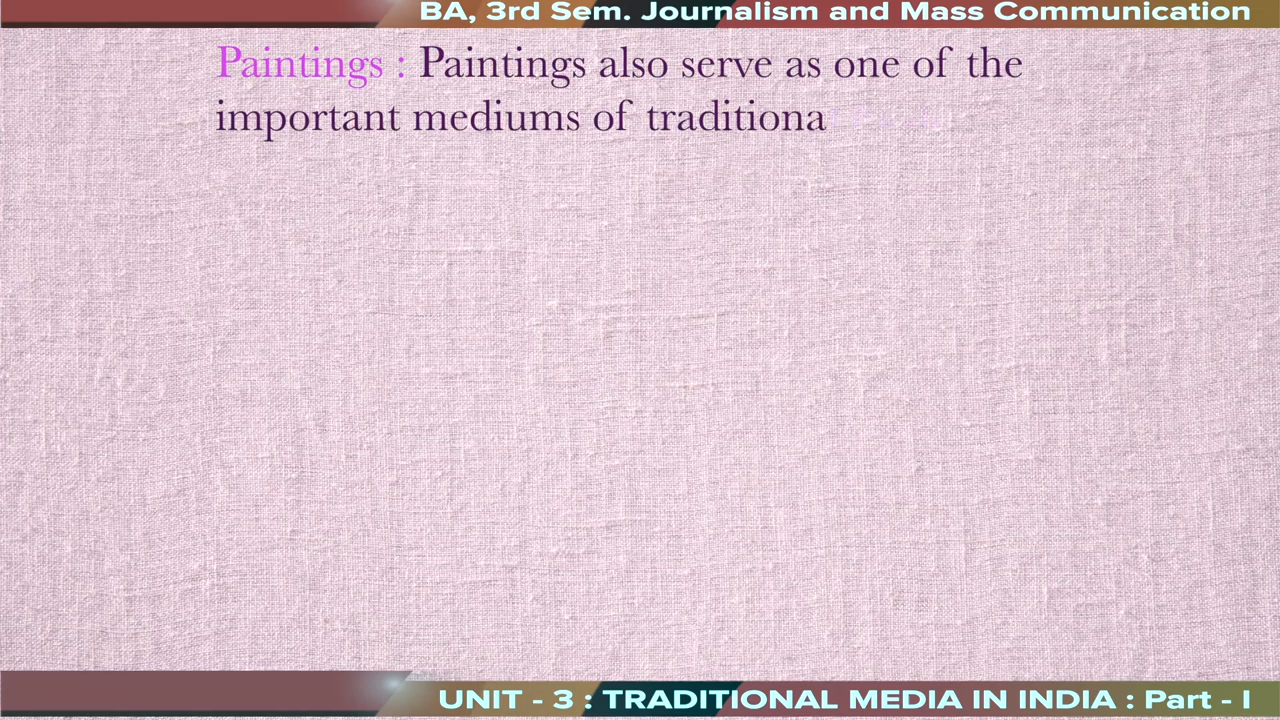 BA, 3rd Sem. Journalism and Mass Communication
Paintings : Paintings also serve as one of the
important mediums of traditiona
UNIT - 3 : TRADITIONAL MEDIA IN INDIA : Part - I